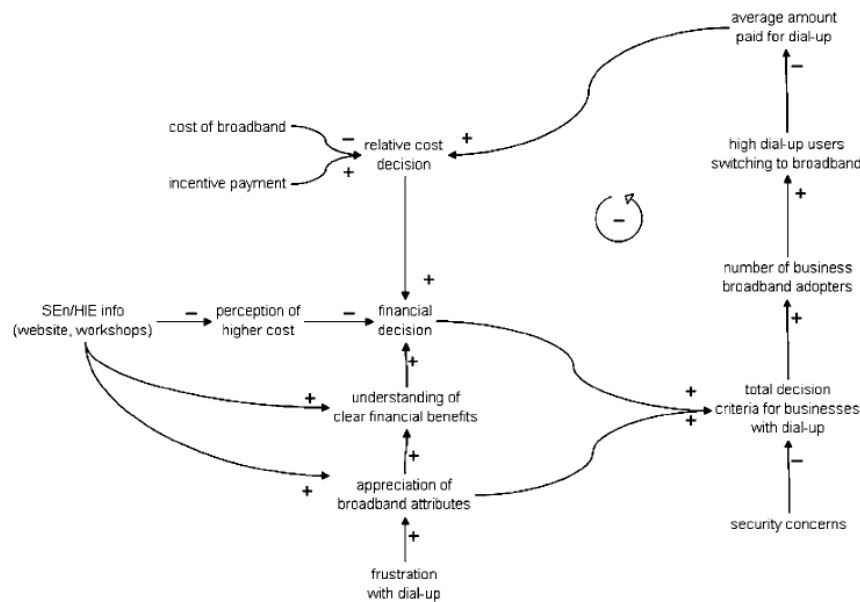 average amount
paid for dial-up
cost of broadband
−
+
−
relative cost
decision
high dial-up users
switching to broadband
incentive payment
+
−
+
number of business
broadband adopters
+
SEn/HIE info
(website, workshops)
−
perception of
higher cost
−
financial
decision
+
+
+
understanding of
clear financial benefits
+
+
total decision
criteria for businesses
with dial-up
+
−
+
appreciation of
broadband attributes
+
security concerns
frustration
with dial-up